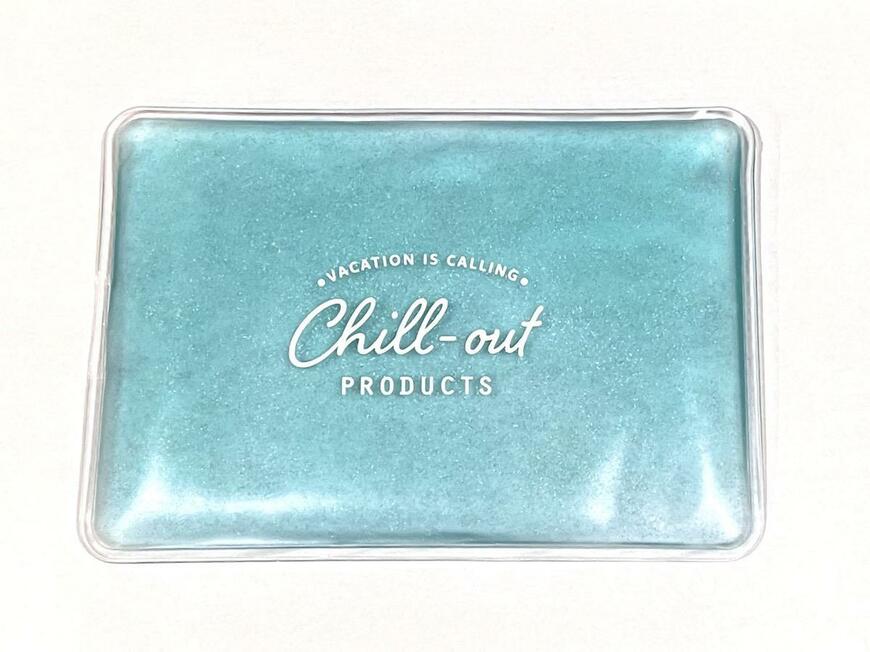 •VACATION IS CALLING•
Chill-out
PRODUCTS